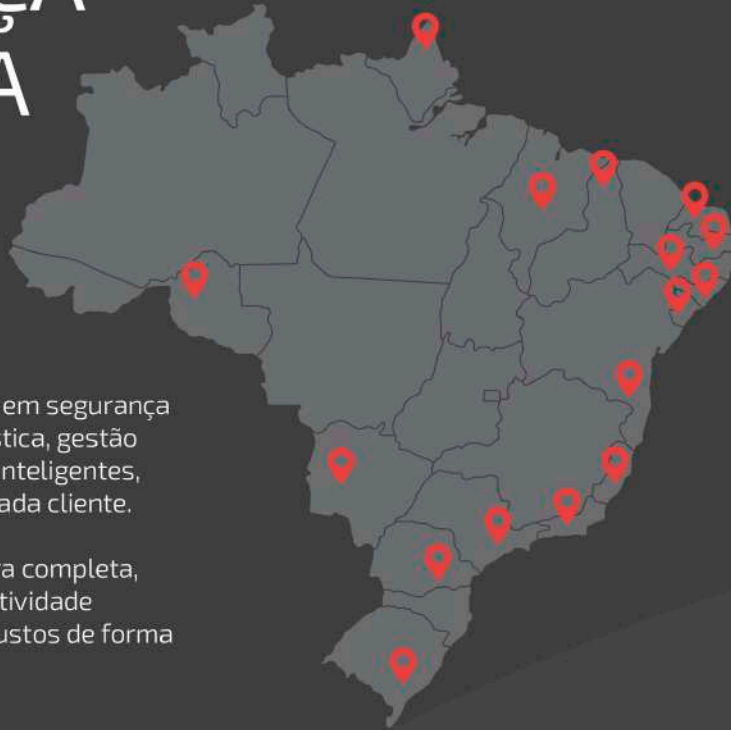 ÇA
A
em segurança
stica, gestão
nteligentes,
ada cliente.
a completa,
tividade
ustos de forma